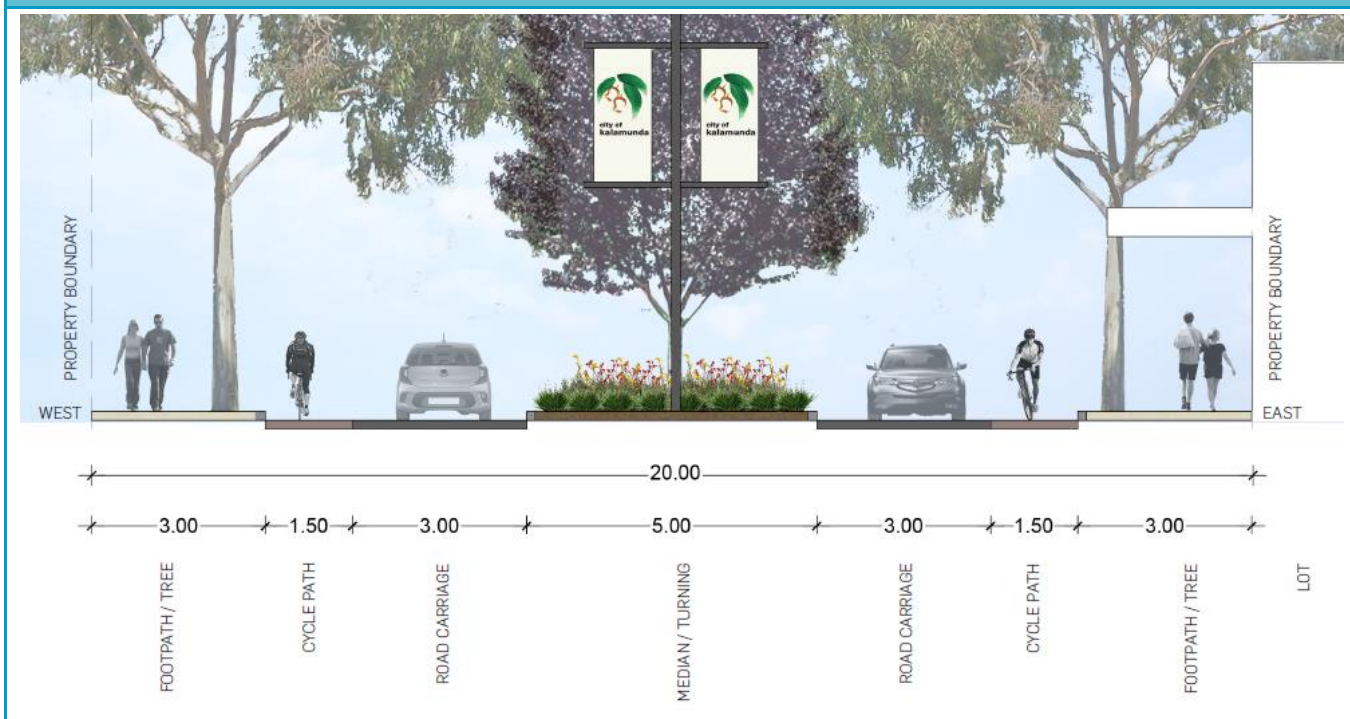 city of
kalamunda
city of
kalamunda
PROPERTY BOUNDARY
PROPERTY BOUNDARY
WEST
EAST
20.00
3.00
1.50
3.00
5.00
3.00
1.50
3.00
FOOTPATH / TREE
CYCLE PATH
ROAD CARRIAGE
MEDIAN / TURNING
ROAD CARRIAGE
CYCLE PATH
FOOTPATH / TREE
LOT